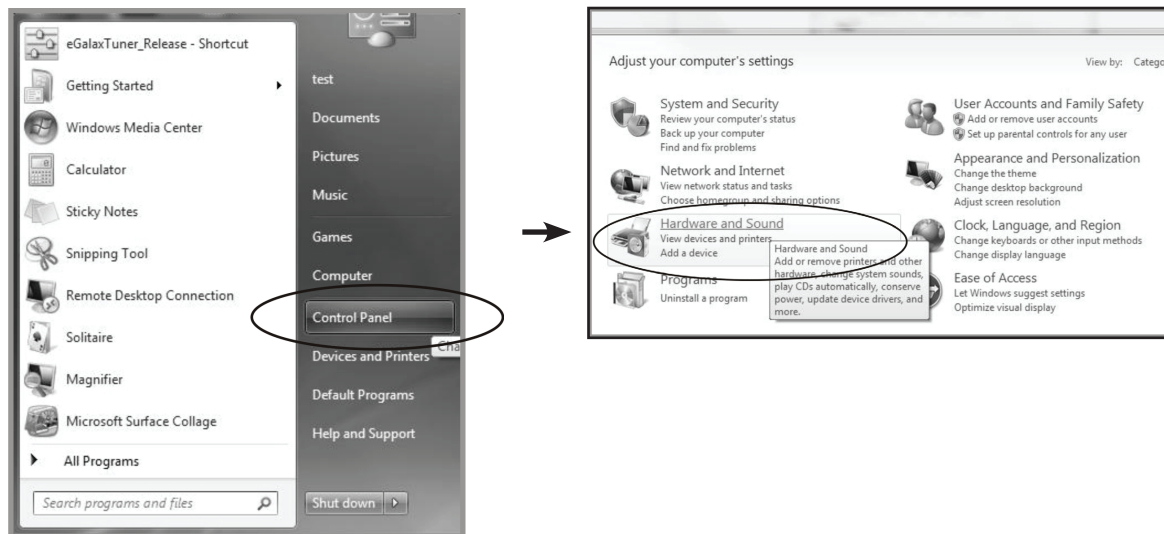 eGalaxTuner_Release - Shortcut
Getting Started
Windows Media Center
Calculator
Sticky Notes
Snipping Tool
Remote Desktop Connection
Solitaire
Magnifier
Microsoft Surface Collage
All Programs
Search programs and files
test
Documents
Pictures
Music
Games
Computer
Control Panel
Devices and Printers
Default Programs
Help and Support
Shut down
Adjust your computer's settings
View by:
System and Security
Review your computer's status
Back up your computer
Find and fix problems
Network and Internet
View network status and tasks
Choose homegroup and sharing options
Hardware and Sound
View devices and printers
Add a device
Programs
Uninstall a program
Hardware and Sound
Add or remove printers and other
hardware, change system sounds,
play CDs automatically, conserve
power, update device drivers, and
more.
User Accounts and Family Safety
Add or remove user accounts
Set up parental controls for any user
Appearance and Personalization
Change the theme
Change desktop background
Adjust screen resolution
Clock, Language, and Region
Change keyboards or other input methods
Change display language
Ease of Access
Let Windows suggest settings
Optimize visual display